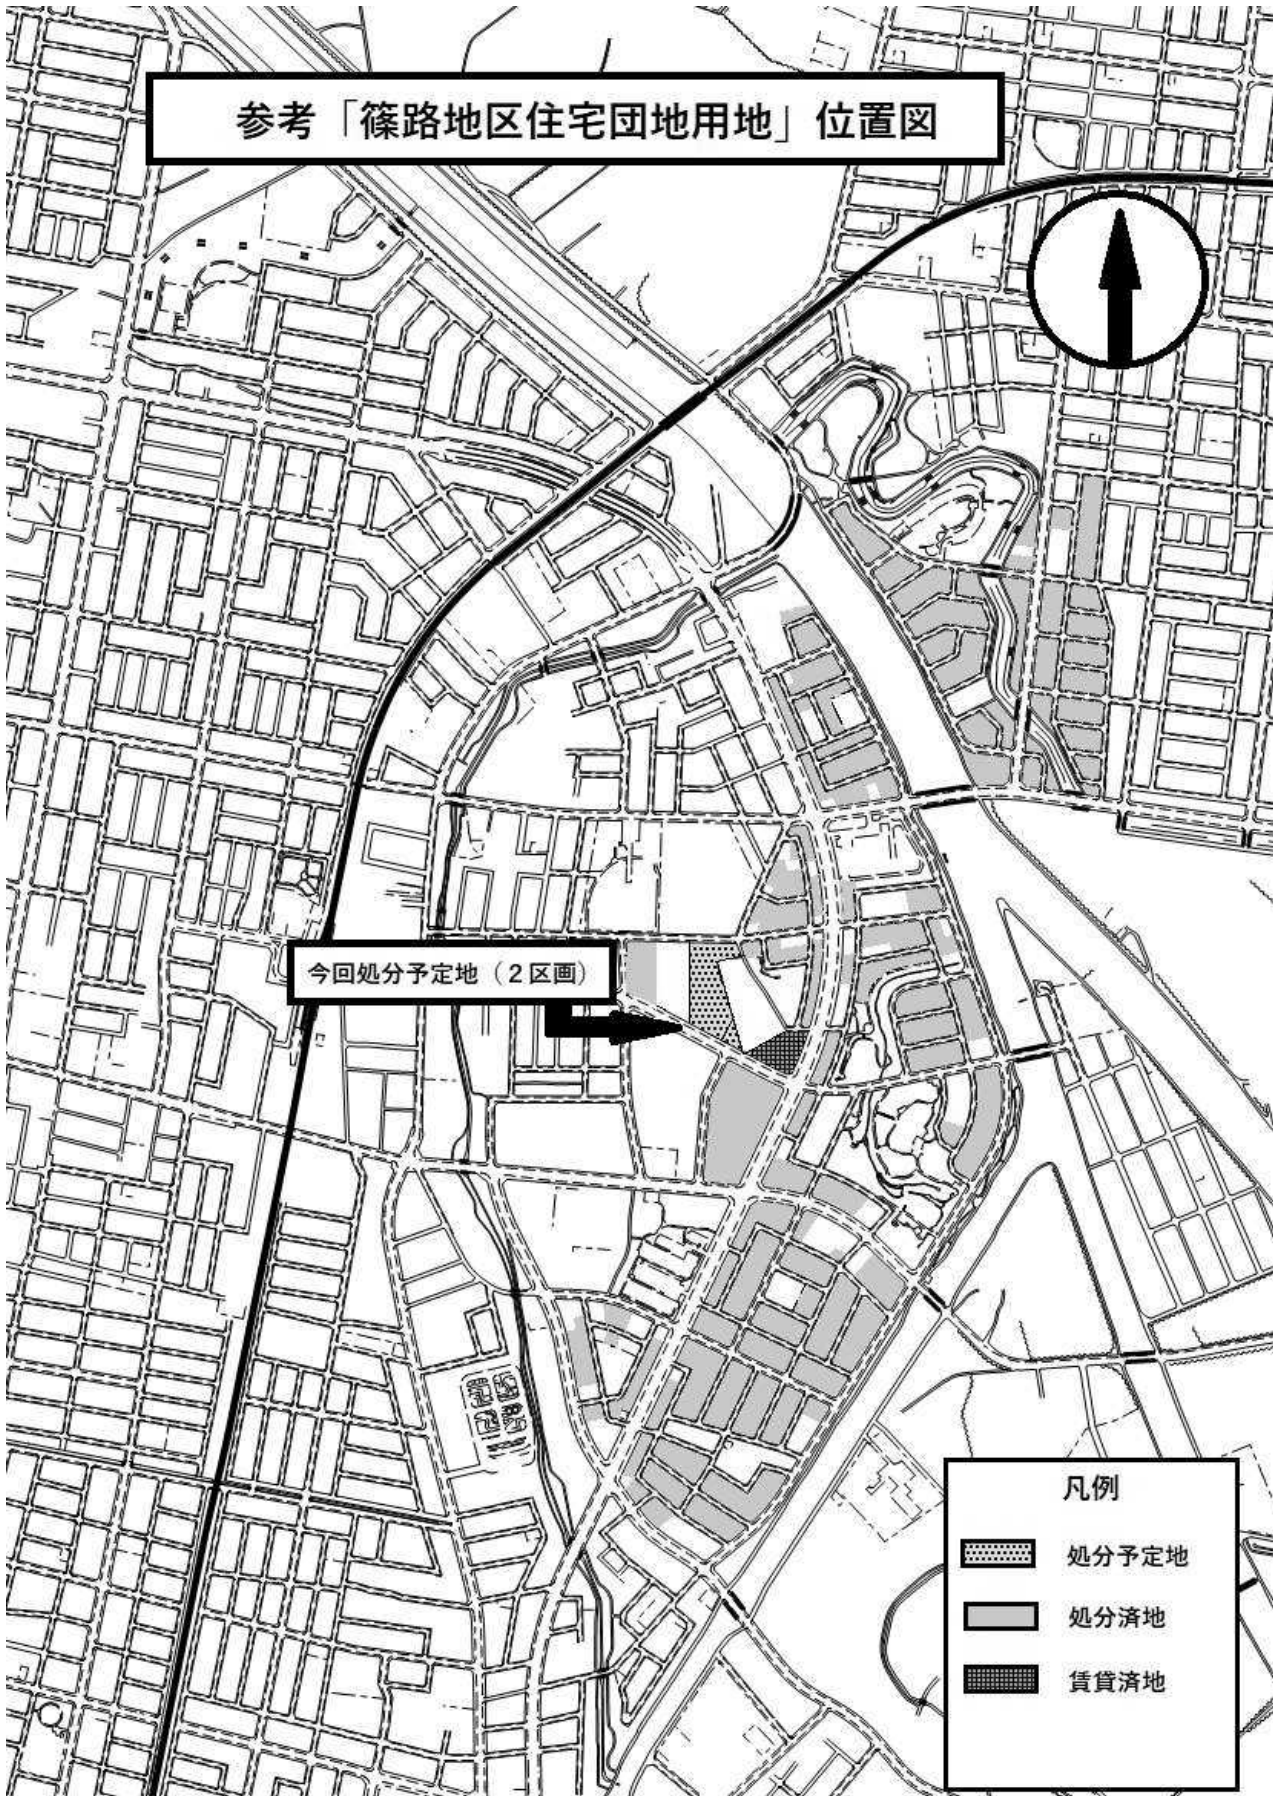 参考「篠路地区住宅団地用地」位置図
今回処分予定地（２区画）
凡例
処分予定地
処分済地
賃貸済地